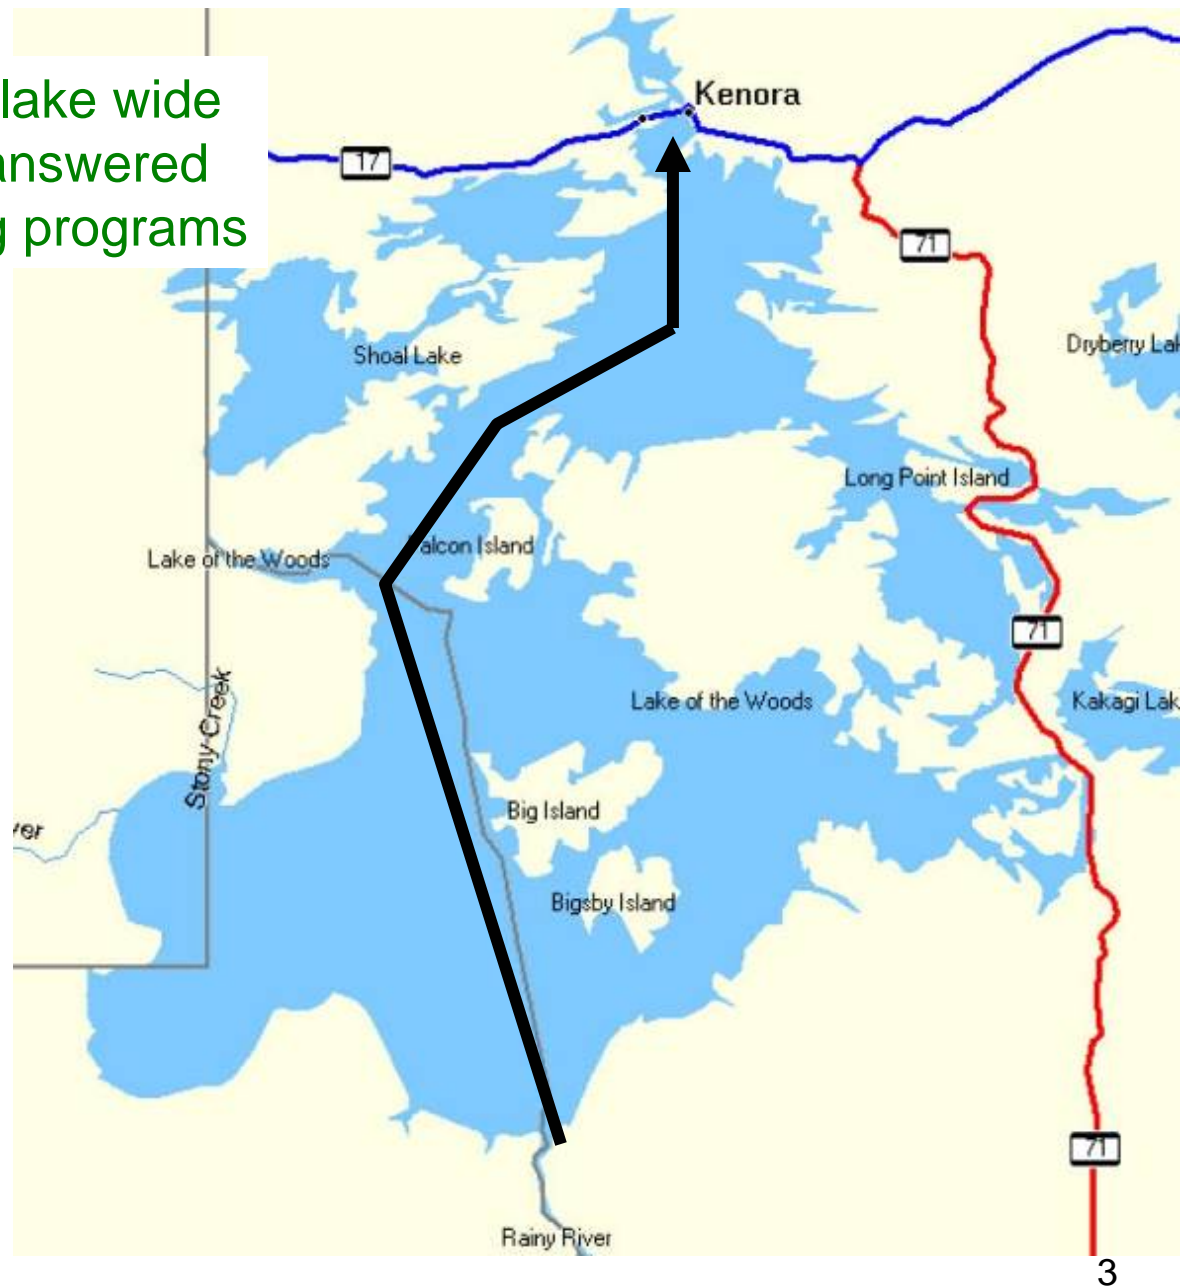 lake wide
answered
programs
Kenora
17
71
Shoal Lake
Dryberry
Long Point Island
Lake of the Woods
Falcon Island
71
Lake of the Woods
Kakagi
Stony Creek
Big Island
Bigsby Island
71
Rainy River
3